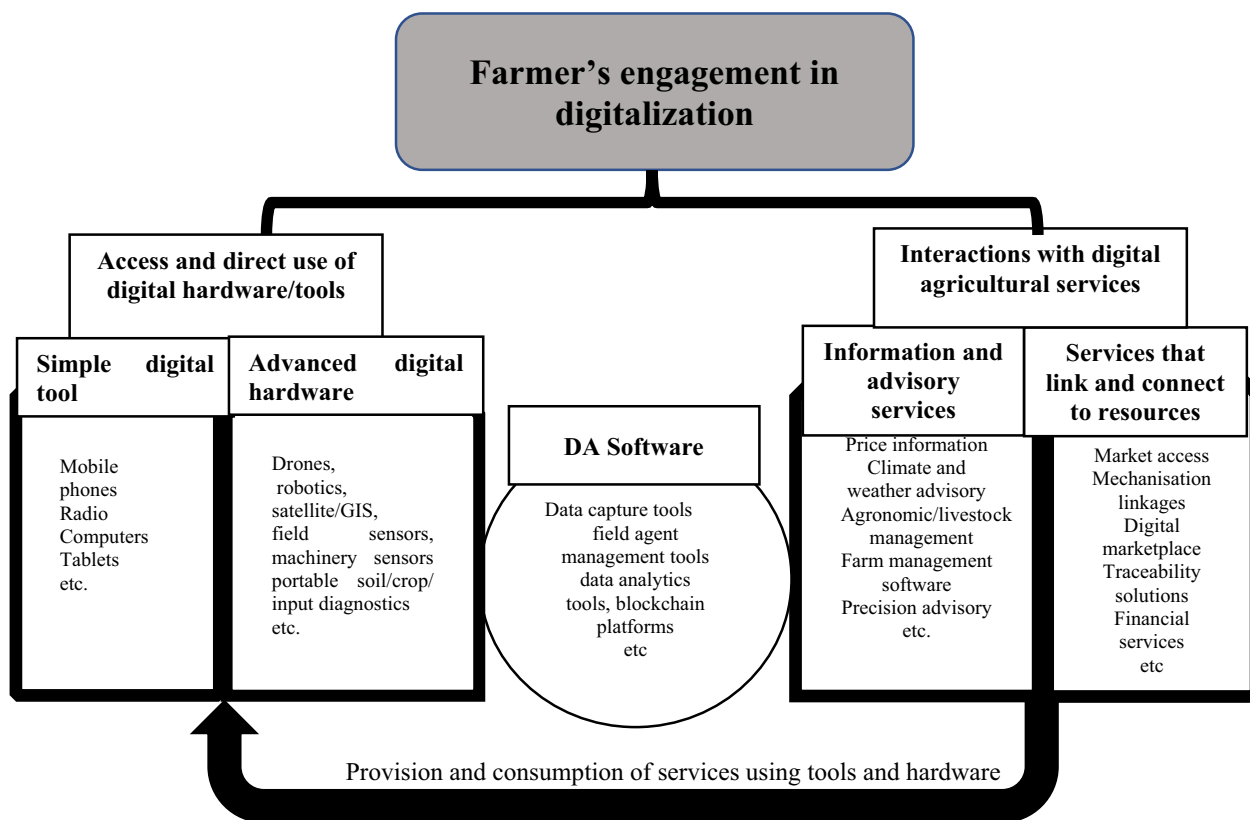 Farmer’s engagement in
digitalization
Access and direct use of
digital hardware/tools
Simple digital
tool
Mobile
phones
Radio
Computers
Tablets
etc.
Advanced digital
hardware
Drones,
robotics,
satellite/GIS,
field sensors,
machinery sensors
portable soil/crop/
input diagnostics
etc.
DA Software
Data capture tools
field agent
management tools
data analytics
tools, blockchain
platforms
etc
Interactions with digital
agricultural services
Information and
advisory
services
Price information
Climate and
weather advisory
Agronomic/livestock
management
Farm management
software
Precision advisory
etc.
Services that
link and connect
to resources
Market access
Mechanisation
linkages
Digital
marketplace
Traceability
solutions
Financial
services
etc
Provision and consumption of services using tools and hardware